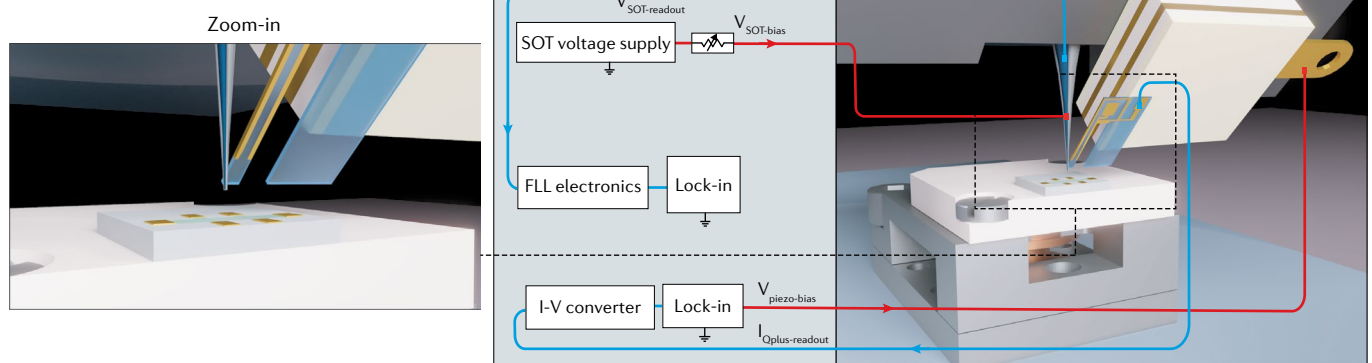 Zoom-in
V_SOT-readout
SOT voltage supply
V_SOT-bias
FLL electronics
Lock-in
I-V converter
Lock-in
V_piezo-bias
I_Qplus-readout